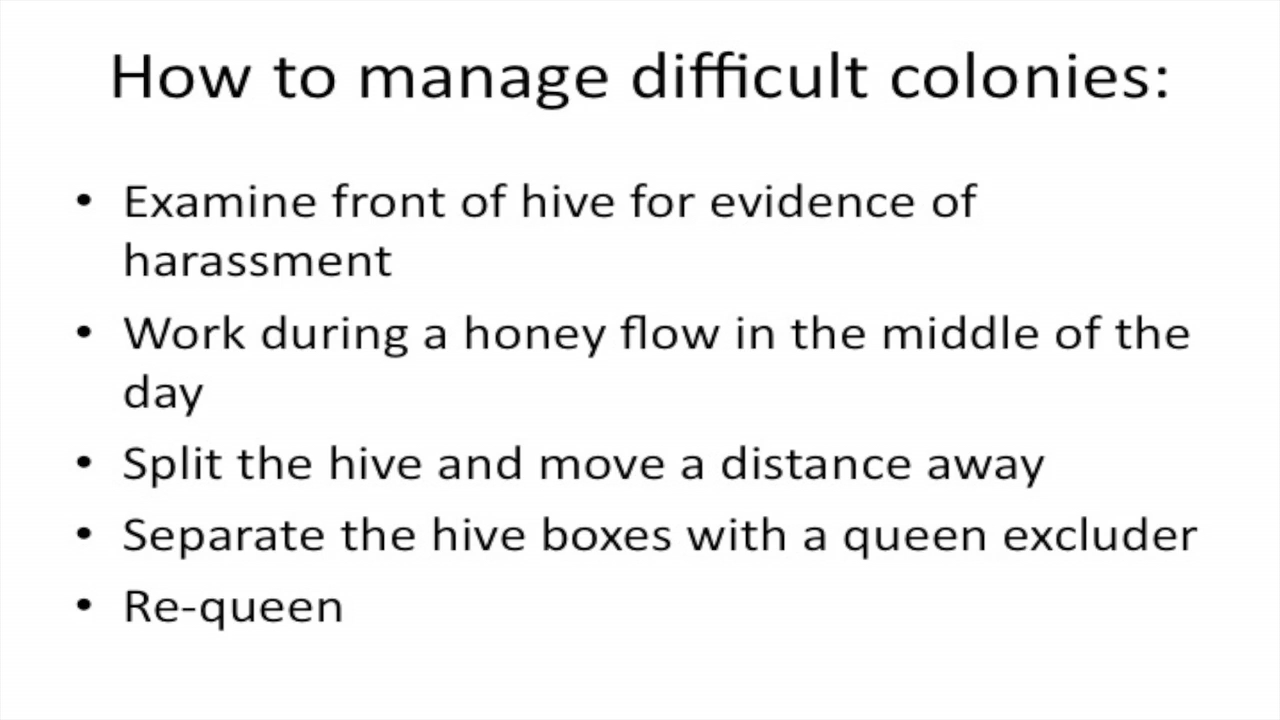 How to manage difficult colonies:
• Examine front of hive for evidence of
harassment
• Work during a honey flow in the middle of the
day
• Split the hive and move a distance away
• Separate the hive boxes with a queen excluder
• Re-queen